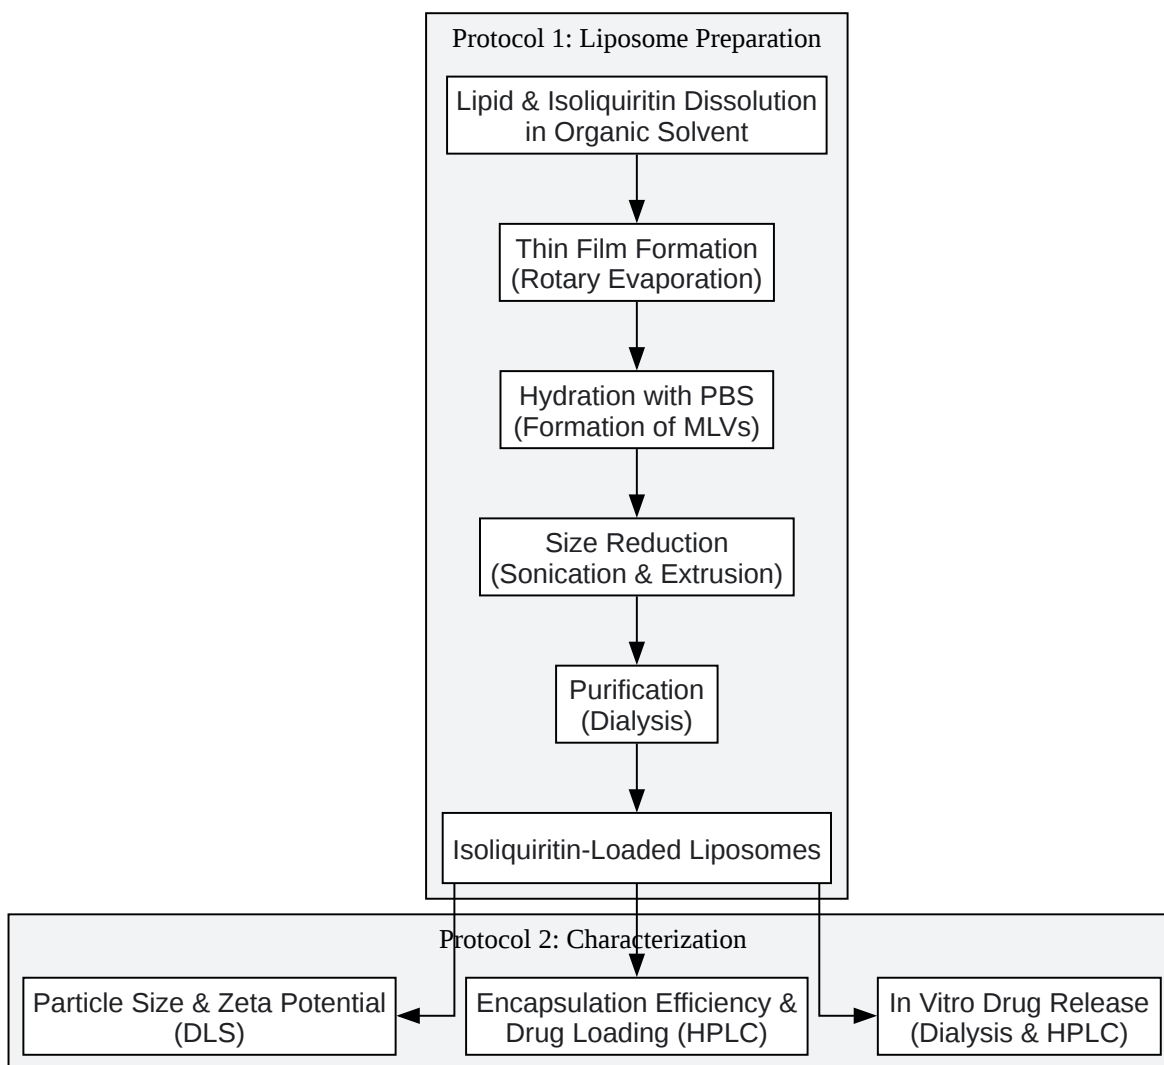 Protocol 1: Liposome Preparation
Lipid & Isoliquiritin Dissolution
in Organic Solvent
Thin Film Formation
(Rotary Evaporation)
Hydration with PBS
(Formation of MLVs)
Size Reduction
(Sonication & Extrusion)
Purification
(Dialysis)
Isoliquiritin-Loaded Liposomes
Protocol 2: Characterization
Particle Size & Zeta Potential
(DLS)
Encapsulation Efficiency &
Drug Loading (HPLC)
In Vitro Drug Release
(Dialysis & HPLC)